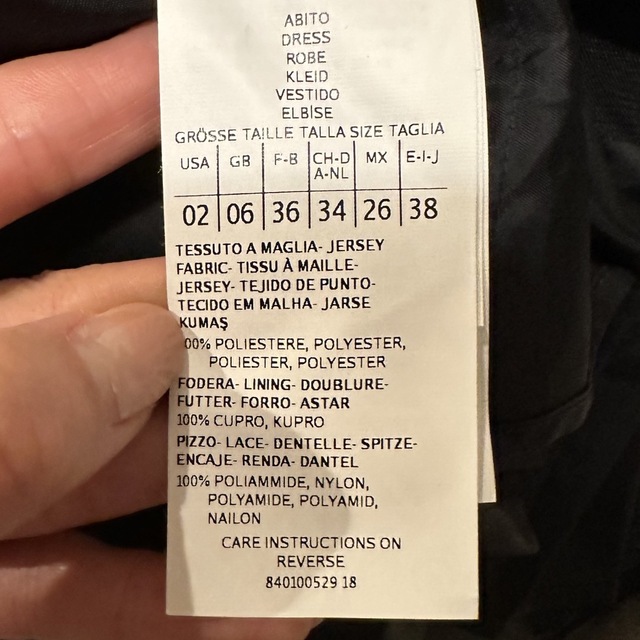 ABITO
DRESS
ROBE
KLEID
VESTIDO
ELBİSE
GRÖSSE TAILLE TALLA SIZE TAGLIA
USA GB F-B CH-D A-NL MX E-I-J
02 06 36 34 26 38
TESSUTO A MAGLIA- JERSEY
FABRIC- TISSU À MAILLE-
JERSEY- TEJIDO DE PUNTO-
TECIDO EM MALHA- JARSE
KUMAŞ
00% POLIESTERE, POLYESTER,
POLIESTER, POLYESTER
FODERA- LINING- DOUBLURE-
FUTTER- FORRO- ASTAR
100% CUPRO, KUPRO
PIZZO- LACE- DENTELLE- SPITZE-
ENCAJE- RENDA- DANTEL
100% POLIAMMIDE, NYLON,
POLYAMIDE, POLYAMID,
NAILON
CARE INSTRUCTIONS ON
REVERSE
840100529 18